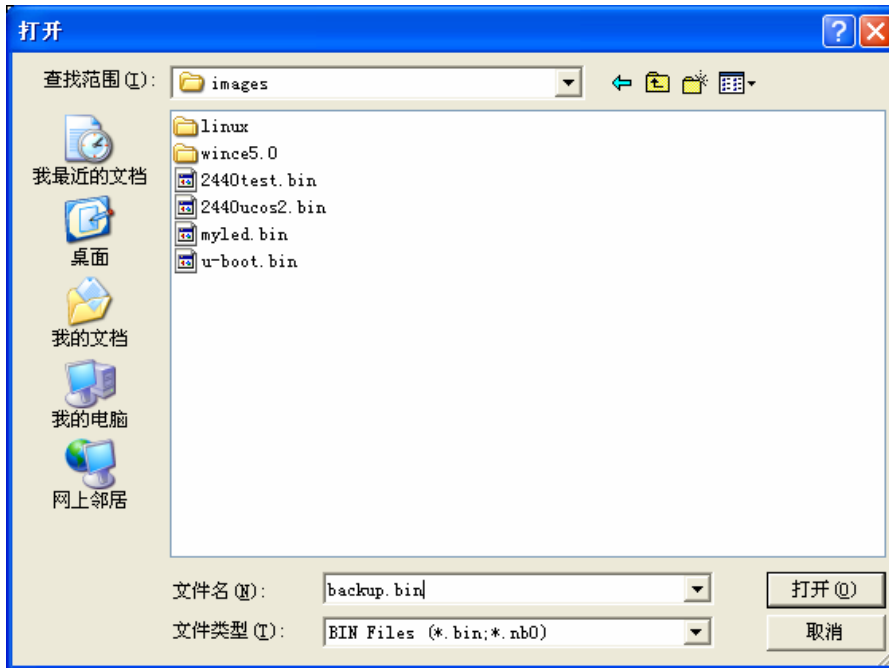 打开
查找范围(I):
images
我最近的文档
桌面
我的文档
我的电脑
网上邻居
linux
wince5.0
2440test.bin
2440ucos2.bin
myled.bin
u-boot.bin
文件名(N):
backup.bin
打开(O)
文件类型(T):
BIN Files (*.bin;*.nb0)
取消